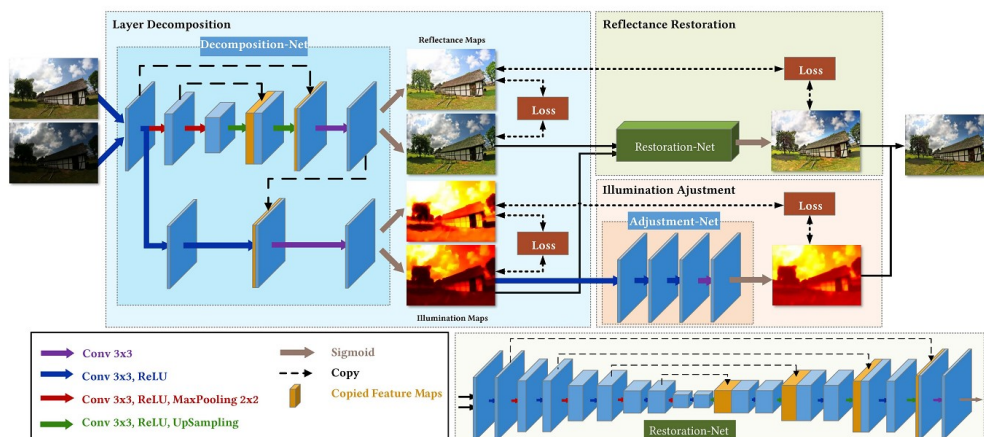 Layer Decomposition
Decomposition-Net
Reflectance Maps
Loss
Loss
Illumination Maps
Reflectance Restoration
Loss
Restoration-Net
Illumination Ajustment
Adjustment-Net
Loss
Conv 3x3
Conv 3x3, ReLU
Conv 3x3, ReLU, MaxPooling 2x2
Conv 3x3, ReLU, UpSampling
Sigmoid
Copy
Copied Feature Maps
Restoration-Net